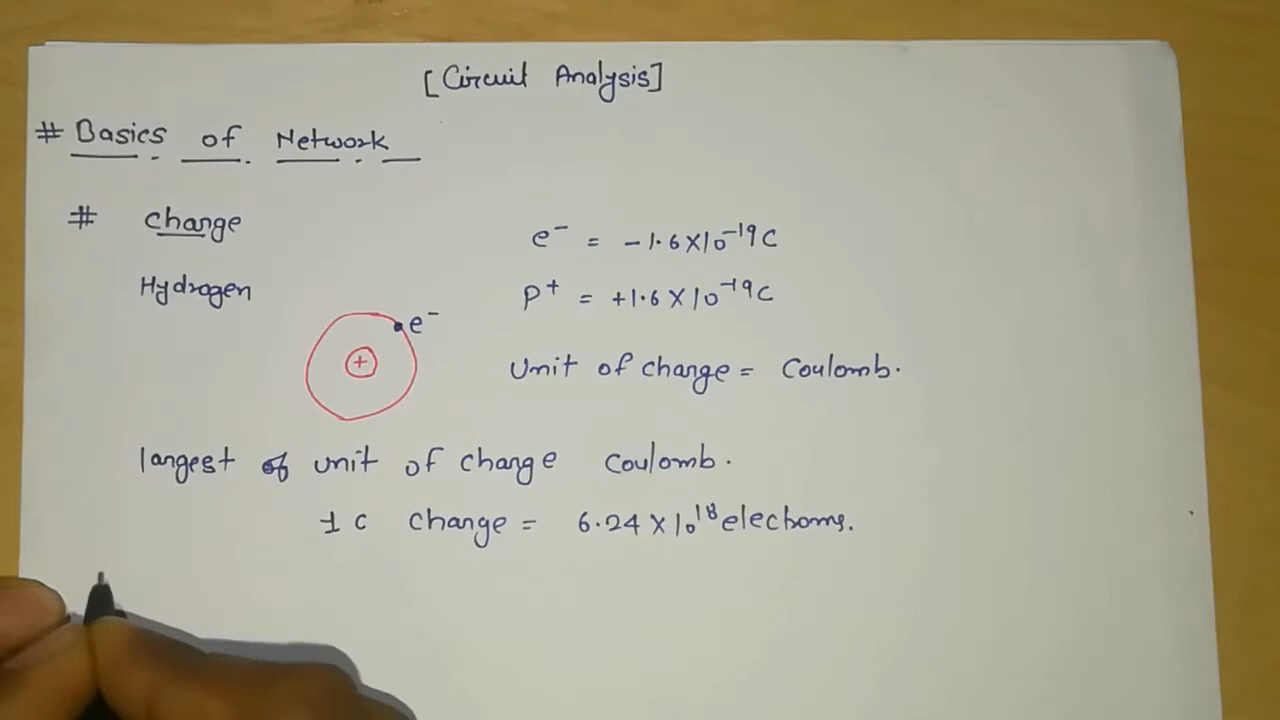 [Circuit Analysis]
# Basics of Network
# Change
Hydrogen
e⁻ = -1.6×10⁻¹⁹C
P⁺ = +1.6×10⁻¹⁹C
e⁻
+
Unit of change = Coulomb.
largest of unit of change Coulomb.
1 C change = 6.24×10¹⁸ electroms.